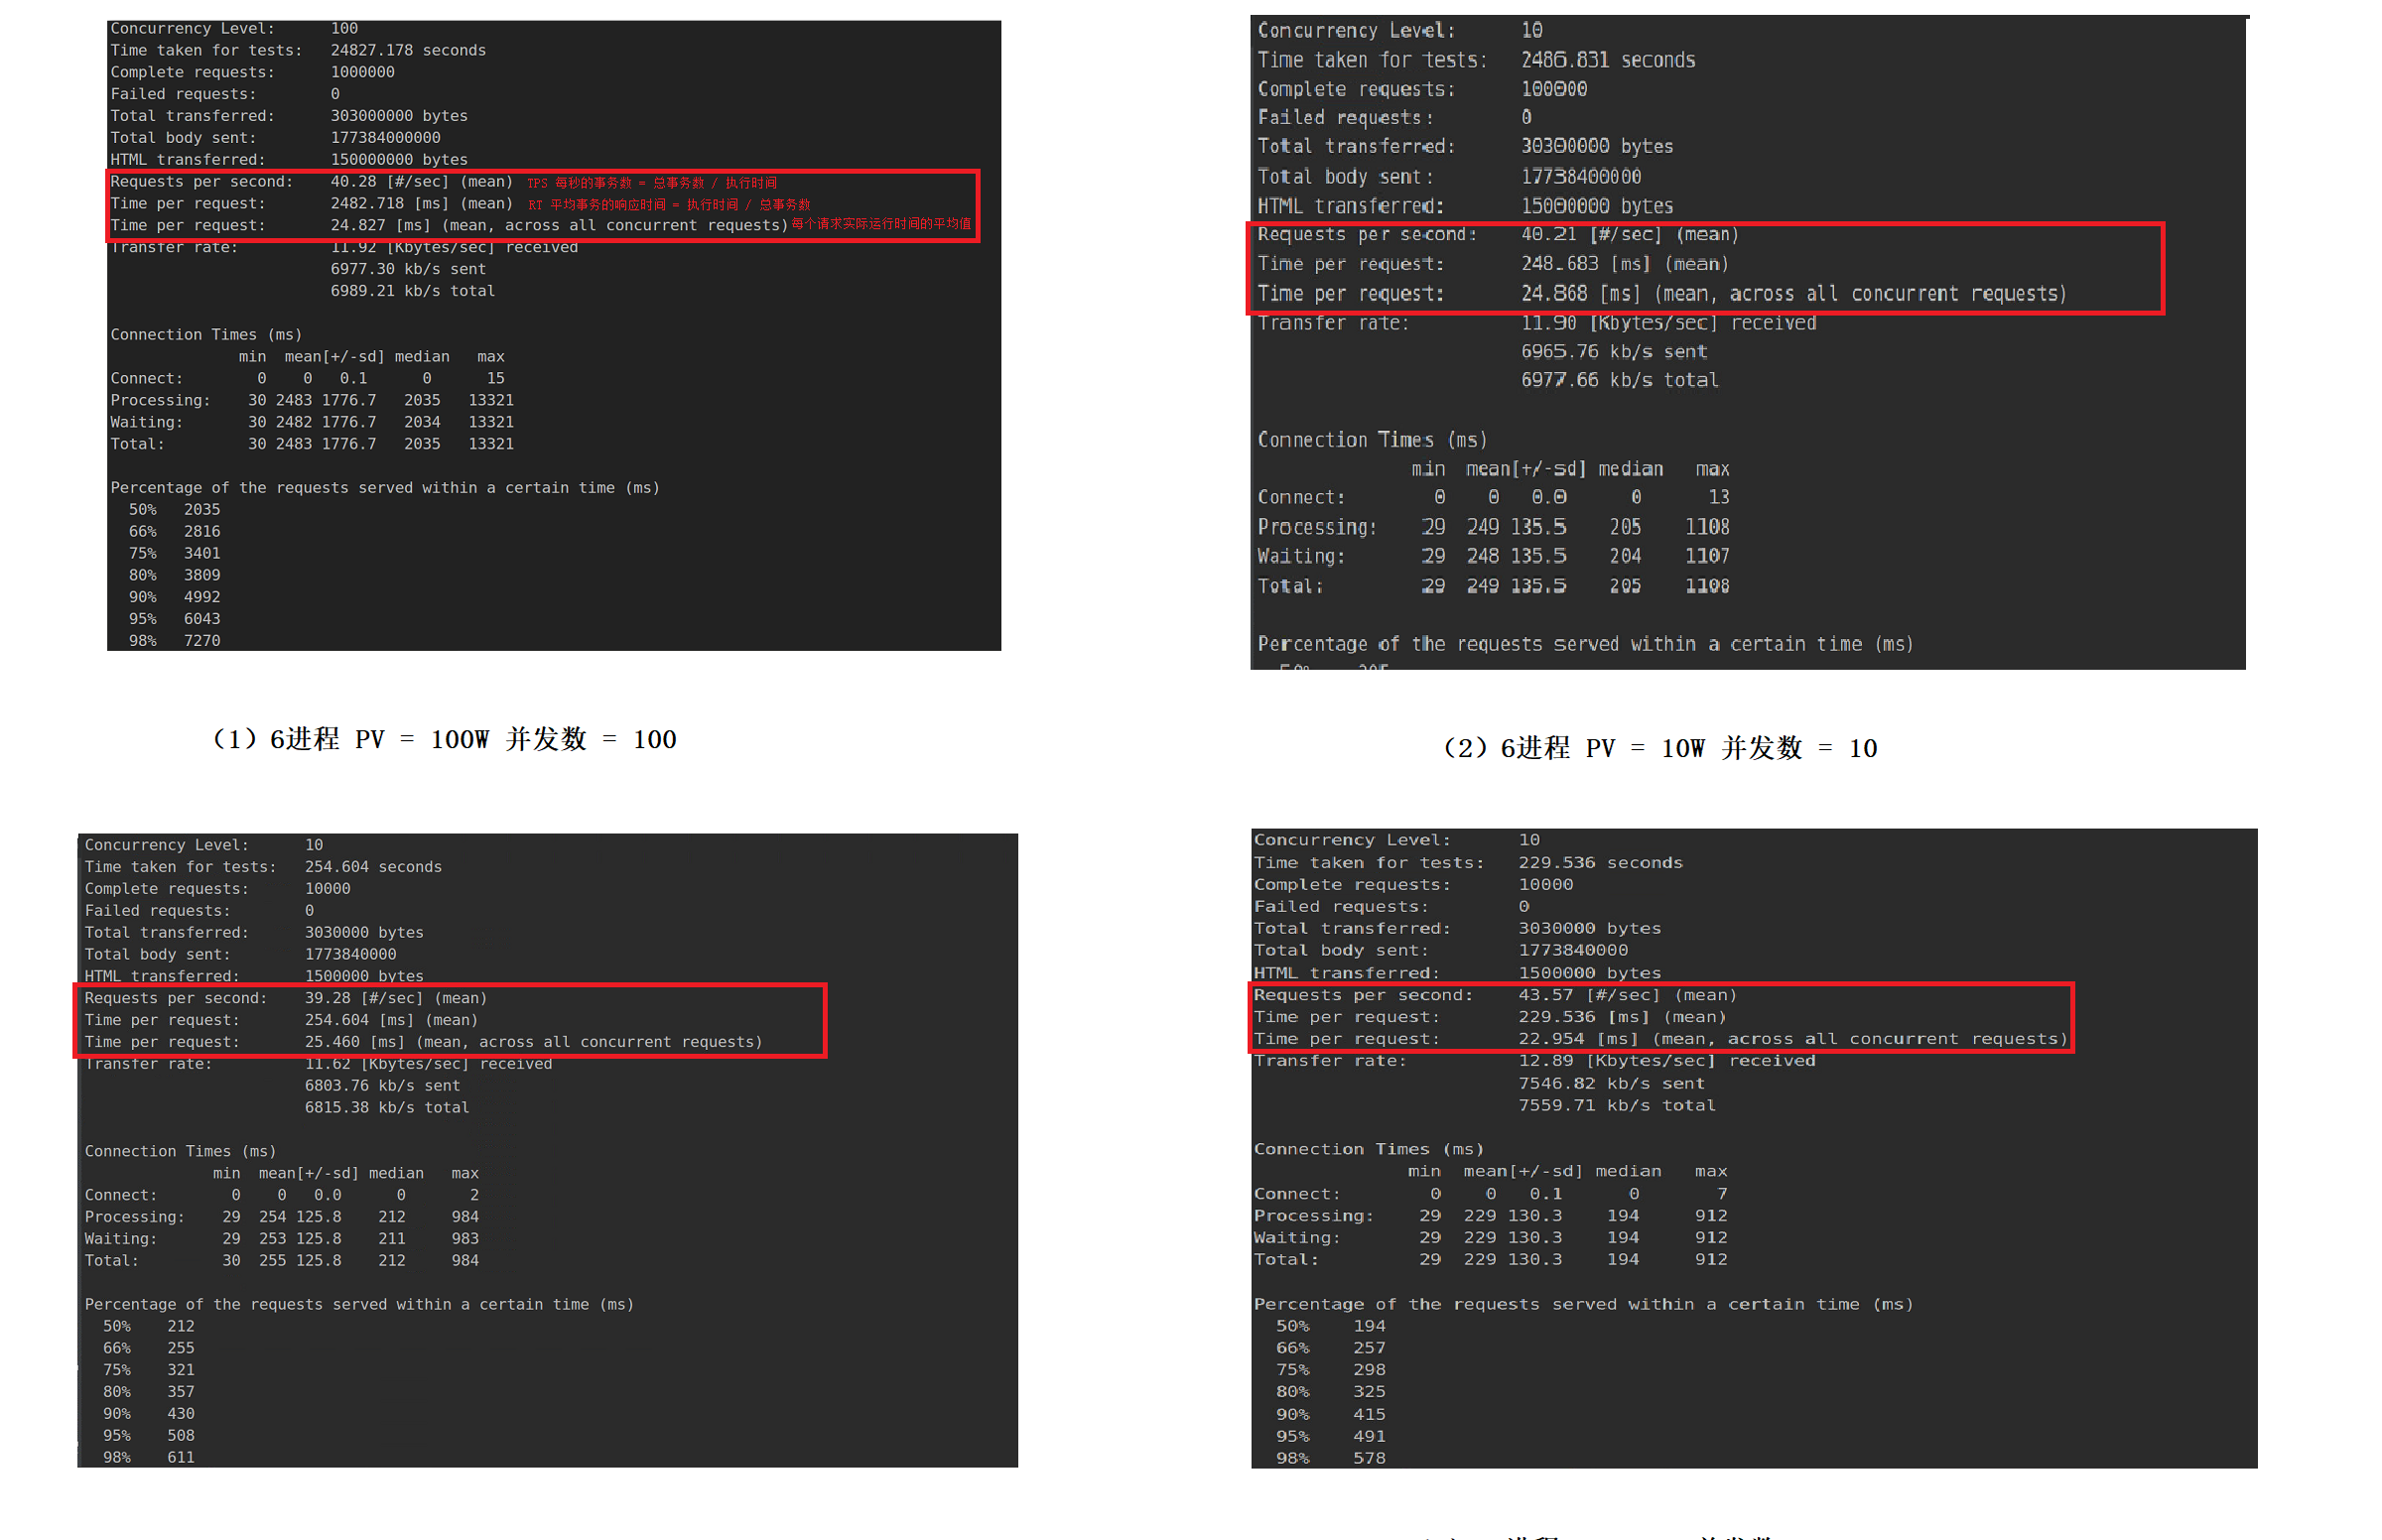 Concurrency Level: 100
Time taken for tests: 24827.178 seconds
Complete requests: 1000000
Failed requests: 0
Total transferred: 303000000 bytes
Total body sent: 177384000000
HTML transferred: 150000000 bytes
Requests per second: 40.28 [#/sec] (mean) TPS 每秒的事务数 = 总事务数 / 执行时间
Time per request: 2482.718 [ms] (mean) RT 平均事务的响应时间 = 执行时间 / 总事务数
Time per request: 24.827 [ms] (mean, across all concurrent requests) 每个请求实际运行时间的平均值
Transfer rate: 11.92 [Kbytes/sec] received
6977.30 kb/s sent
6989.21 kb/s total
Connection Times (ms)
min mean[+/-sd] median max
Connect: 0 0 0.1 0 15
Processing: 30 2483 1776.7 2035 13321
Waiting: 30 2482 1776.7 2034 13321
Total: 30 2483 1776.7 2035 13321
Percentage of the requests served within a certain time (ms)
50% 2035
66% 2816
75% 3401
80% 3809
90% 4992
95% 6043
98% 7270
(1) 6进程 PV = 100W 并发数 = 100
Concurrency Level: 10
Time taken for tests: 2486.831 seconds
Complete requests: 100000
Failed requests: 0
Total transferred: 30300000 bytes
Total body sent: 17738400000
HTML transferred: 15000000 bytes
Requests per second: 40.21 [#/sec] (mean)
Time per request: 248.683 [ms] (mean)
Time per request: 24.868 [ms] (mean, across all concurrent requests)
Transfer rate: 11.90 [Kbytes/sec] received
6965.76 kb/s sent
6977.66 kb/s total
Connection Times (ms)
min mean[+/-sd] median max
Connect: 0 0 0.0 0 13
Processing: 29 249 135.5 205 1108
Waiting: 29 248 135.5 204 1107
Total: 29 249 135.5 205 1108
Percentage of the requests served within a certain time (ms)
(2) 6进程 PV = 10W 并发数 = 10
Concurrency Level: 10
Time taken for tests: 254.604 seconds
Complete requests: 10000
Failed requests: 0
Total transferred: 3030000 bytes
Total body sent: 1773840000
HTML transferred: 1500000 bytes
Requests per second: 39.28 [#/sec] (mean)
Time per request: 254.604 [ms] (mean)
Time per request: 25.460 [ms] (mean, across all concurrent requests)
Transfer rate: 11.62 [Kbytes/sec] received
6803.76 kb/s sent
6815.38 kb/s total
Connection Times (ms)
min mean[+/-sd] median max
Connect: 0 0 0.0 0 2
Processing: 29 254 125.8 212 984
Waiting: 29 253 125.8 211 983
Total: 30 255 125.8 212 984
Percentage of the requests served within a certain time (ms)
50% 212
66% 255
75% 321
80% 357
90% 430
95% 508
98% 611
Concurrency Level: 10
Time taken for tests: 229.536 seconds
Complete requests: 10000
Failed requests: 0
Total transferred: 3030000 bytes
Total body sent: 1773840000
HTML transferred: 1500000 bytes
Requests per second: 43.57 [#/sec] (mean)
Time per request: 229.536 [ms] (mean)
Time per request: 22.954 [ms] (mean, across all concurrent requests)
Transfer rate: 12.89 [Kbytes/sec] received
7546.82 kb/s sent
7559.71 kb/s total
Connection Times (ms)
min mean[+/-sd] median max
Connect: 0 0 0.1 0 7
Processing: 29 229 130.3 194 912
Waiting: 29 229 130.3 194 912
Total: 29 229 130.3 194 912
Percentage of the requests served within a certain time (ms)
50% 194
66% 257
75% 298
80% 325
90% 415
95% 491
98% 578